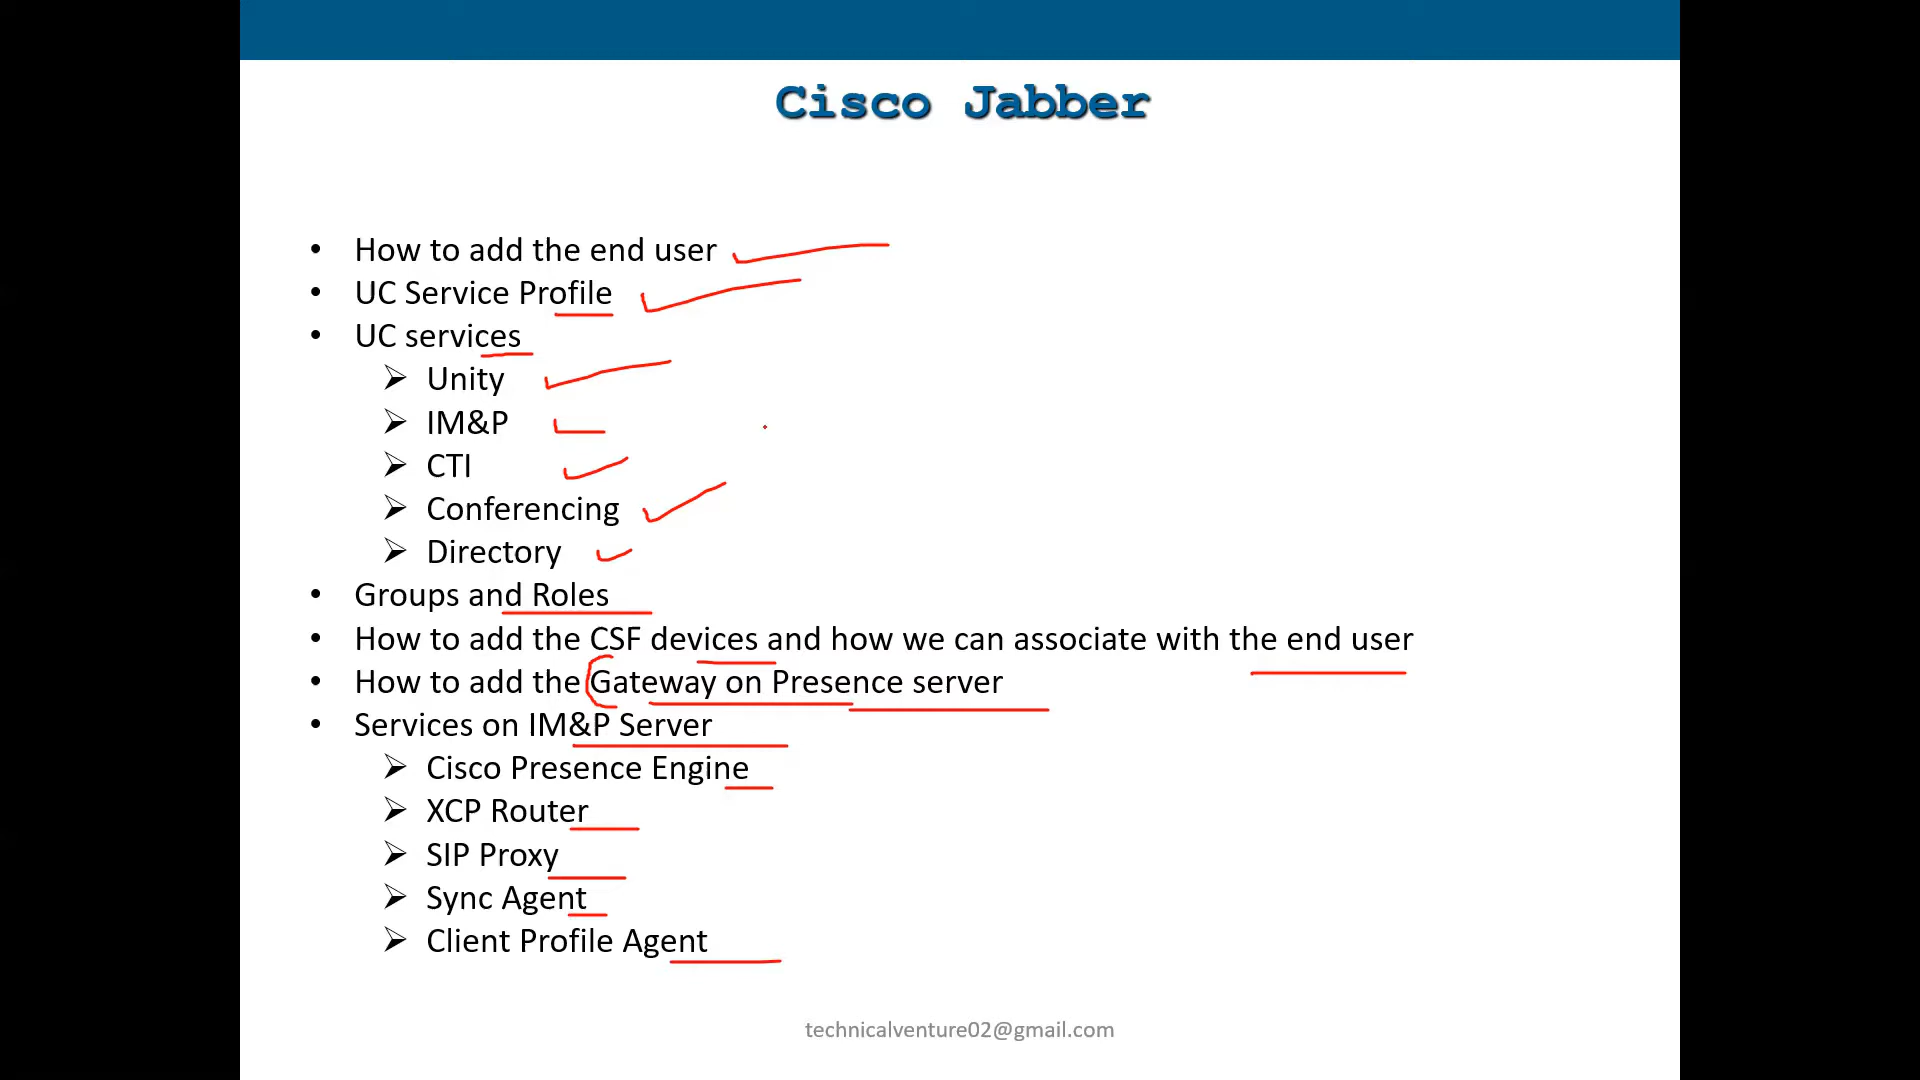 Cisco Jabber
• How to add the end user
• UC Service Profile
• UC services
➢ Unity
➢ IM&P
➢ CTI
➢ Conferencing
➢ Directory
• Groups and Roles
• How to add the CSF devices and how we can associate with the end user
• How to add the Gateway on Presence server
• Services on IM&P Server
➢ Cisco Presence Engine
➢ XCP Router
➢ SIP Proxy
➢ Sync Agent
➢ Client Profile Agent
technicalventure02@gmail.com